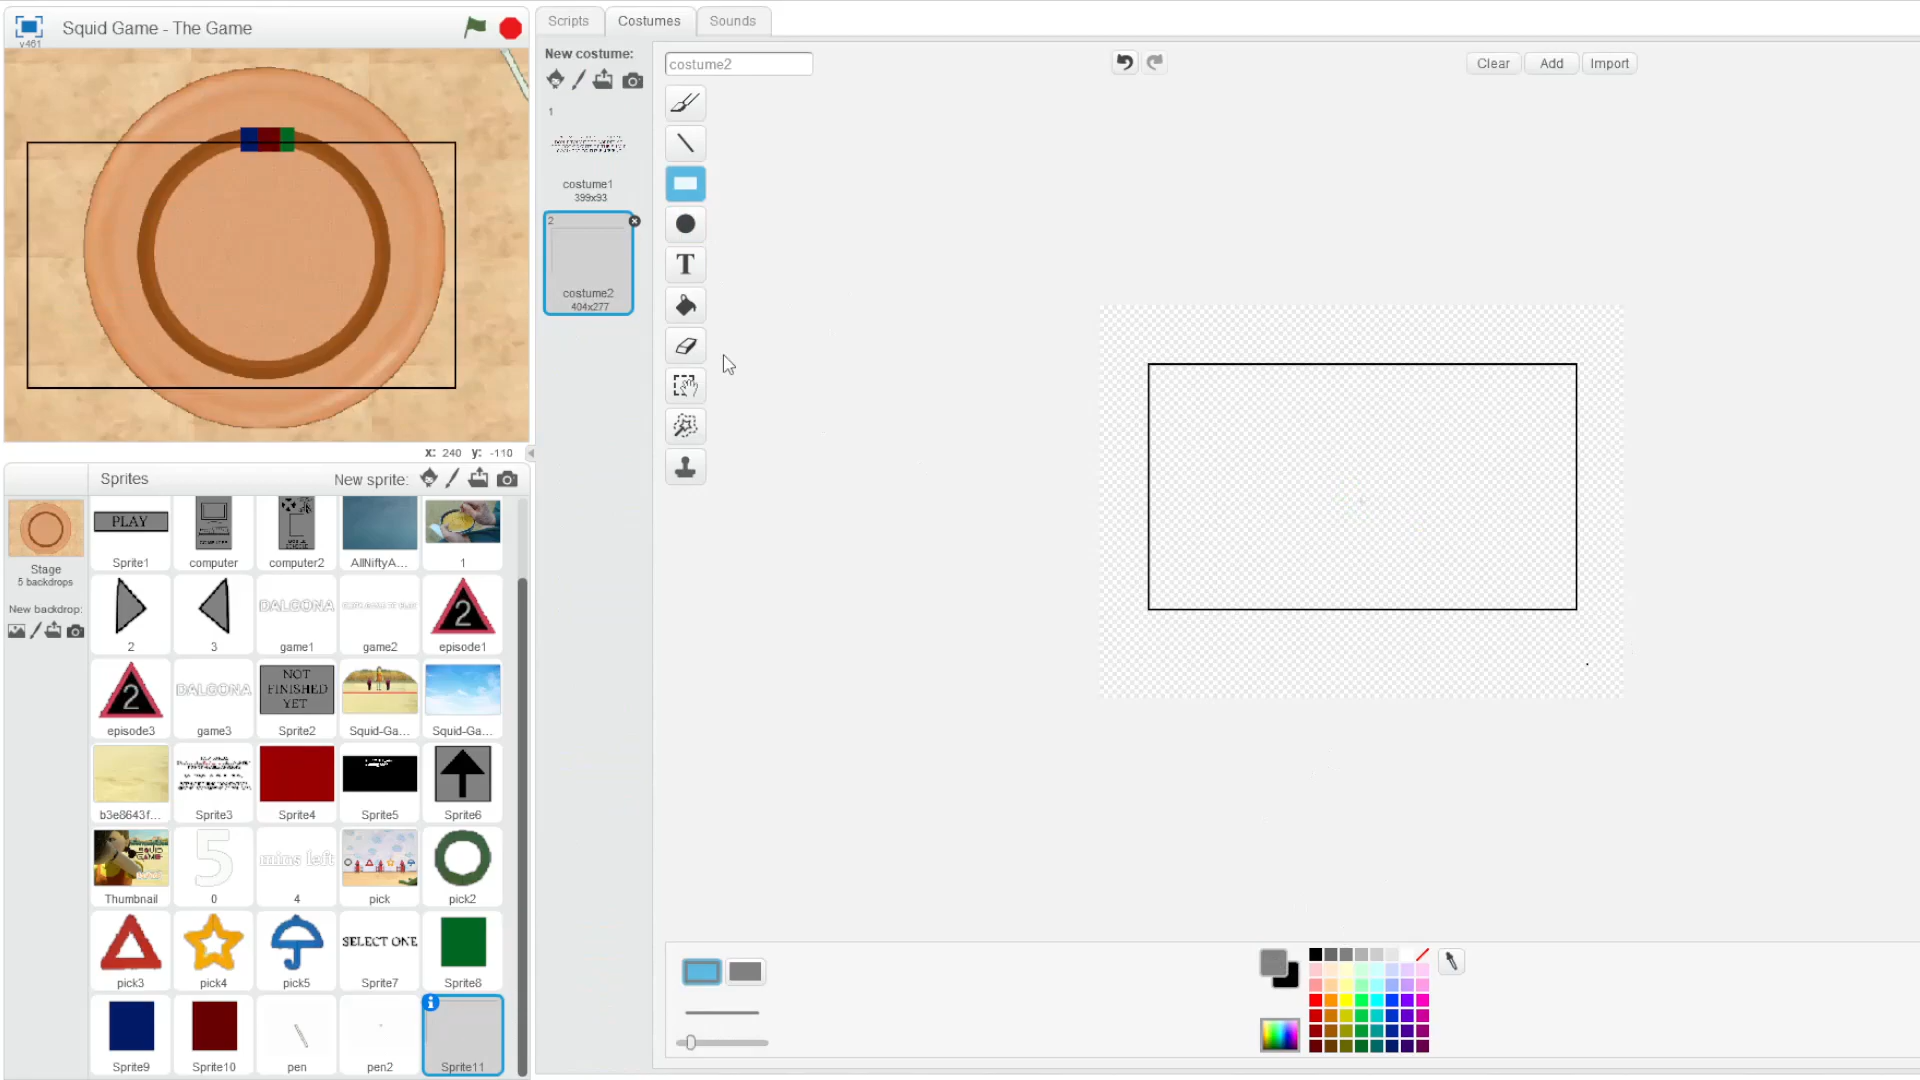 Squid Game - The Game
v461
Scripts
Costumes
Sounds
New costume:
costume2
Clear
Add
Import
1
costume1
399x93
2
costume2
404x277
T
x: 240 y: -110
Sprites
New sprite:
Stage
5 backdrops
New backdrop:
PLAY
Sprite1
computer
computer2
AllNiftyA...
1
DALGONA
2
2
3
game1
game2
episode1
2
DALGONA
NOT
FINISHED
YET
episode3
game3
Sprite2
Squid-Ga...
Squid-Ga...
b3e8643f...
Sprite3
Sprite4
Sprite5
Sprite6
SQUID
GAME
5
mins left
Thumbnail
0
4
pick
pick2
SELECT ONE
pick3
pick4
pick5
Sprite7
Sprite8
Sprite9
Sprite10
pen
pen2
Sprite11